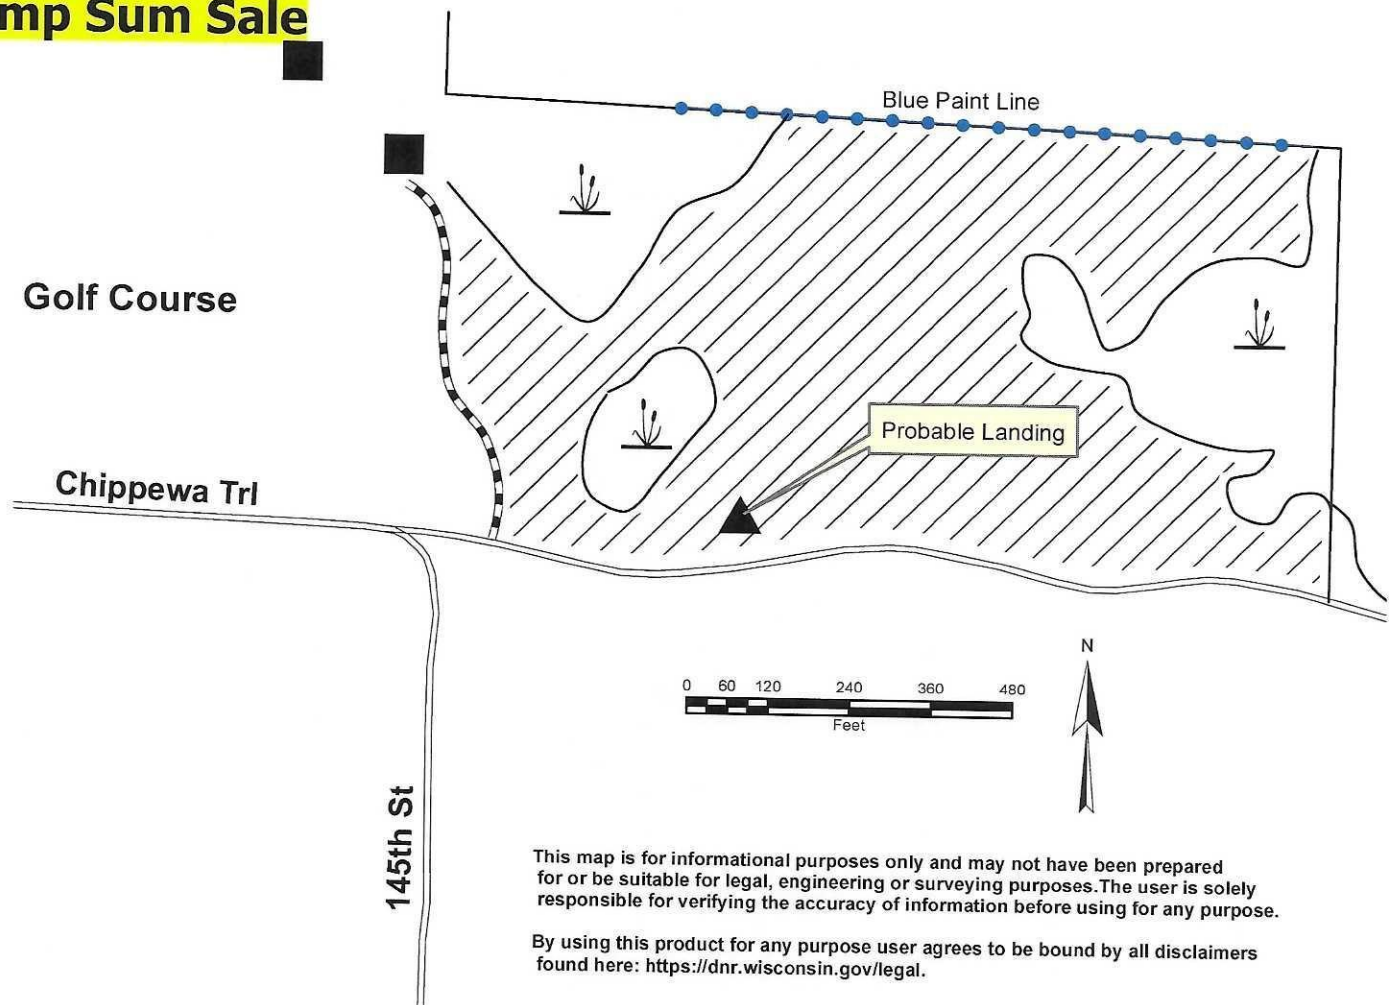 mp Sum Sale
Blue Paint Line
Golf Course
Probable Landing
Chippewa Trl
N
0 60 120 240 360 480
Feet
145th St
This map is for informational purposes only and may not have been prepared
for or be suitable for legal, engineering or surveying purposes.The user is solely
responsible for verifying the accuracy of information before using for any purpose.
By using this product for any purpose user agrees to be bound by all disclaimers
found here: https://dnr.wisconsin.gov/legal.